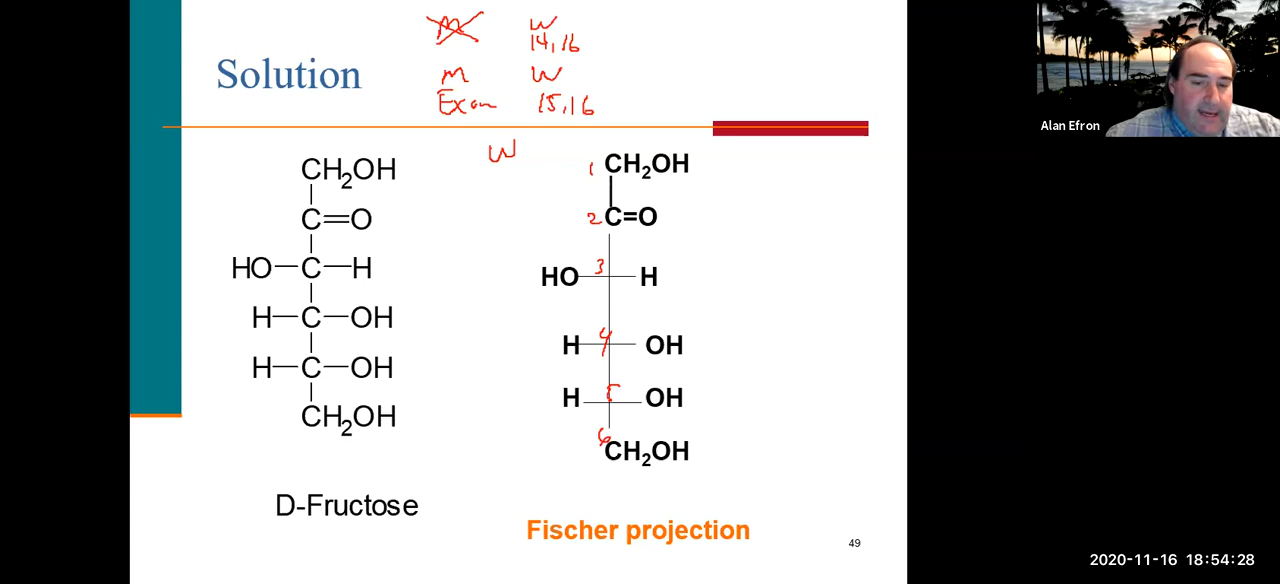 M W
14,16
Solution
M W
Exam 15,16
Alan Efron
W
CH2OH
C=O
HO—C—H
H—C—OH
H—C—OH
CH2OH
D-Fructose
1 CH2OH
2 C=O
HO 3 H
H 4 OH
H 5 OH
6 CH2OH
Fischer projection
49
2020-11-16 18:54:28